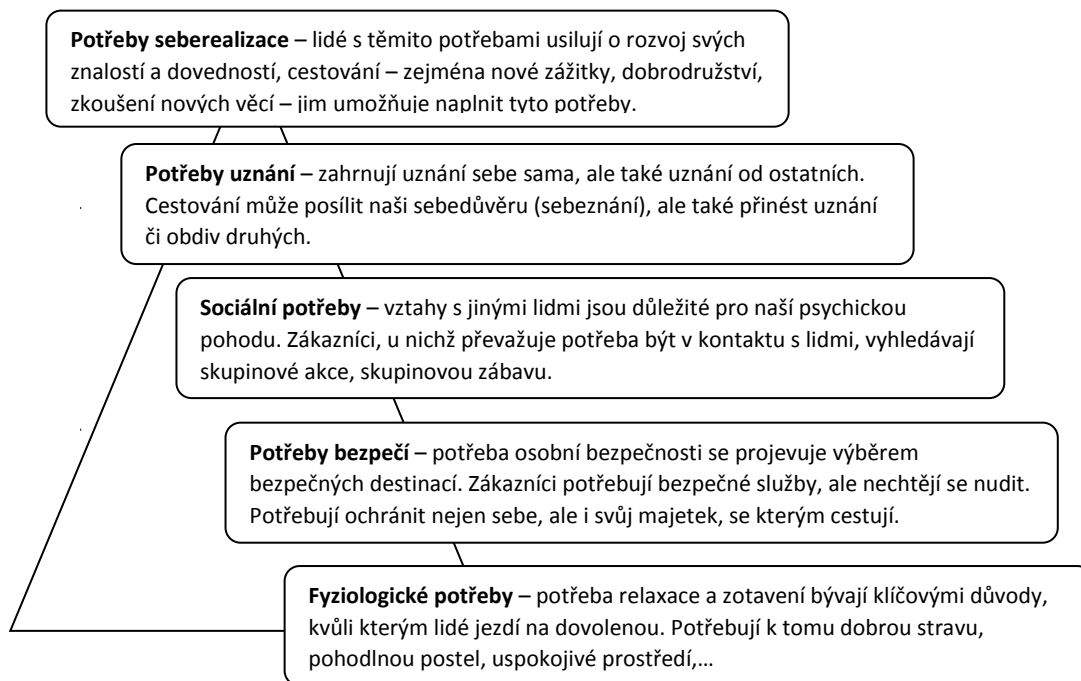 Potřeby seberealizace – lidé s těmito potřebami usilují o rozvoj svých
znalostí a dovedností, cestování – zejména nové zážitky, dobrodružství,
zkoušení nových věcí – jim umožňuje naplnit tyto potřeby.
Potřeby uznání – zahrnují uznání sebe sama, ale také uznání od ostatních.
Cestování může posílit naši sebedůvěru (sebeznání), ale také přinést uznání
či obdiv druhých.
Sociální potřeby – vztahy s jinými lidmi jsou důležité pro naší psychickou
pohodu. Zákazníci, u nichž převažuje potřeba být v kontaktu s lidmi, vyhledávají
skupinové akce, skupinovou zábavu.
Potřeby bezpečí – potřeba osobní bezpečnosti se projevuje výběrem
bezpečných destinací. Zákazníci potřebují bezpečné služby, ale nechtějí se nudit.
Potřebují ochránit nejen sebe, ale i svůj majetek, se kterým cestují.
Fyziologické potřeby – potřeba relaxace a zotavení bývají klíčovými důvody,
kvůli kterým lidé jezdí na dovolenou. Potřebují k tomu dobrou stravu,
pohodlnou postel, uspokojivé prostředí,…